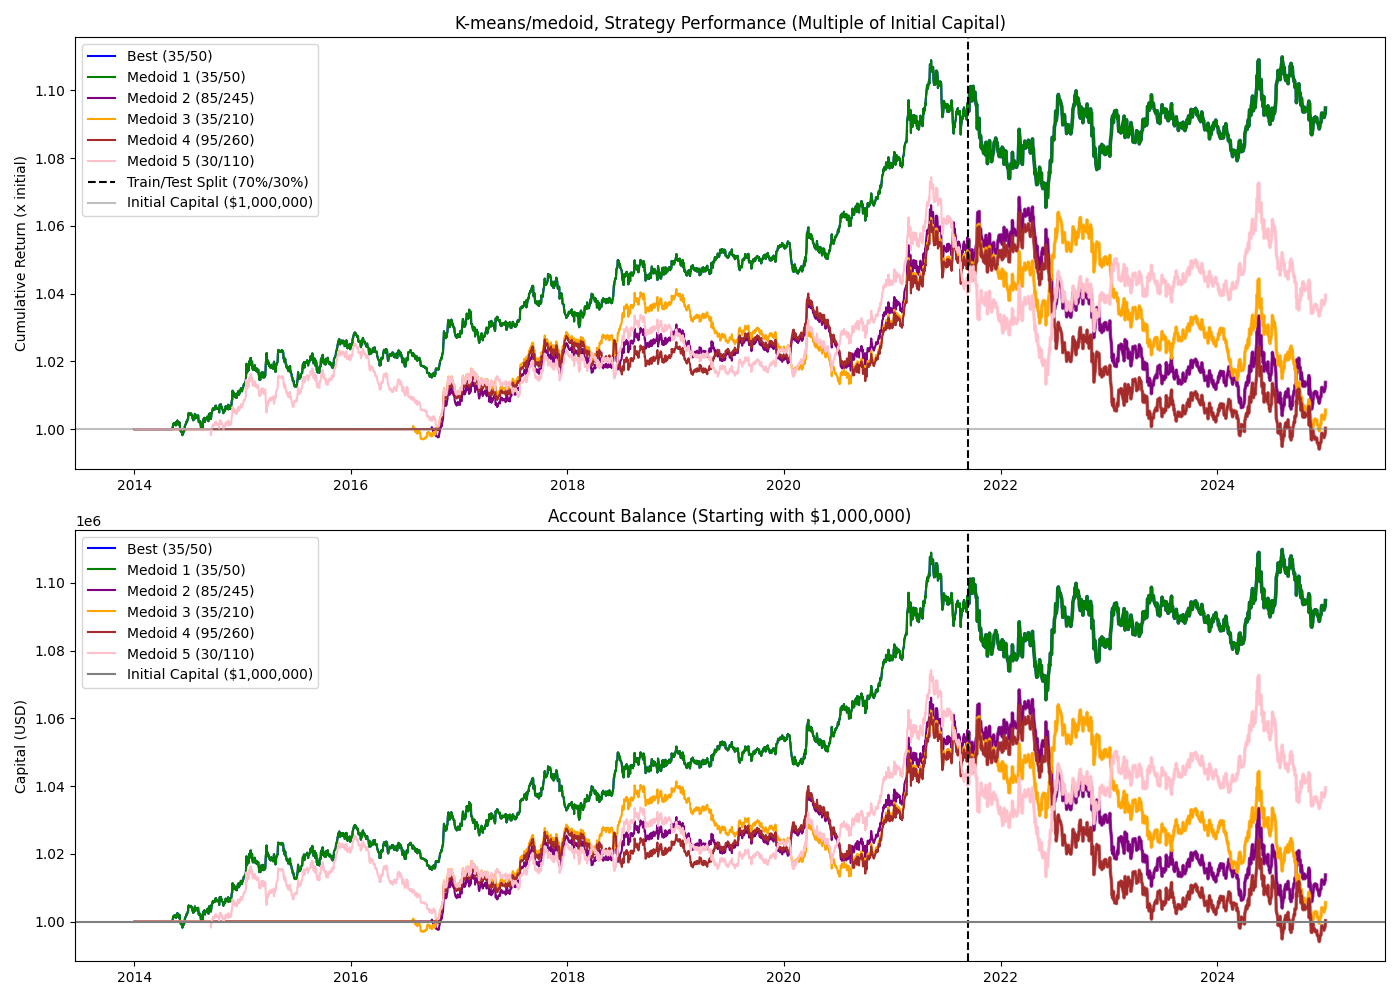 K-means/medoid, Strategy Performance (Multiple of Initial Capital)
Cumulative Return (x initial)
1.10
1.08
1.06
1.04
1.02
1.00
Best (35/50)
Medoid 1 (35/50)
Medoid 2 (85/245)
Medoid 3 (35/210)
Medoid 4 (95/260)
Medoid 5 (30/110)
Train/Test Split (70%/30%)
Initial Capital ($1,000,000)
2014 2016 2018 2020 2022 2024
Account Balance (Starting with $1,000,000)
1e6
Capital (USD)
1.10
1.08
1.06
1.04
1.02
1.00
Best (35/50)
Medoid 1 (35/50)
Medoid 2 (85/245)
Medoid 3 (35/210)
Medoid 4 (95/260)
Medoid 5 (30/110)
Initial Capital ($1,000,000)
2014 2016 2018 2020 2022 2024